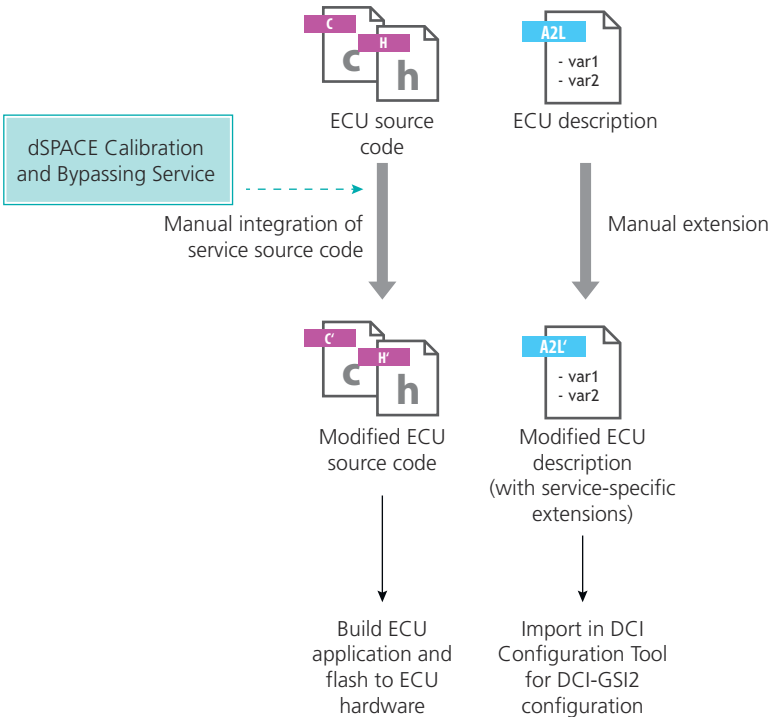 C
H
c
h
ECU source
code
A2L
- var1
- var2
ECU description
dSPACE Calibration
and Bypassing Service
Manual integration of
service source code
Manual extension
C'
H'
c
h
Modified ECU
source code
A2L'
- var1
- var2
Modified ECU
description
(with service-specific
extensions)
Build ECU
application and
flash to ECU
hardware
Import in DCI
Configuration Tool
for DCI-GSI2
configuration